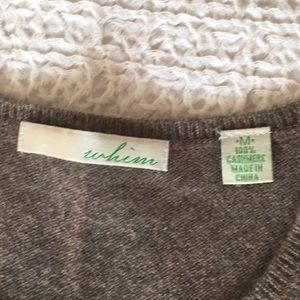 whim
·M·
100%
CASHMERE
MADE IN
CHINA